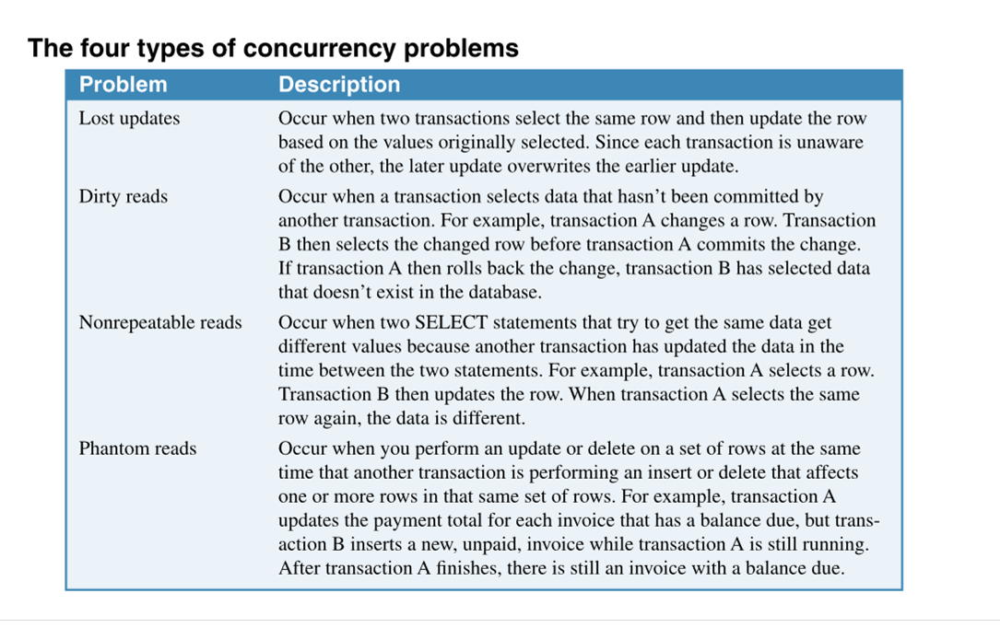 The four types of concurrency problems
Problem Description
Lost updates Occur when two transactions select the same row and then update the row
based on the values originally selected. Since each transaction is unaware
of the other, the later update overwrites the earlier update.
Dirty reads Occur when a transaction selects data that hasn’t been committed by
another transaction. For example, transaction A changes a row. Transaction
B then selects the changed row before transaction A commits the change.
If transaction A then rolls back the change, transaction B has selected data
that doesn’t exist in the database.
Nonrepeatable reads Occur when two SELECT statements that try to get the same data get
different values because another transaction has updated the data in the
time between the two statements. For example, transaction A selects a row.
Transaction B then updates the row. When transaction A selects the same
row again, the data is different.
Phantom reads Occur when you perform an update or delete on a set of rows at the same
time that another transaction is performing an insert or delete that affects
one or more rows in that same set of rows. For example, transaction A
updates the payment total for each invoice that has a balance due, but trans-
action B inserts a new, unpaid, invoice while transaction A is still running.
After transaction A finishes, there is still an invoice with a balance due.